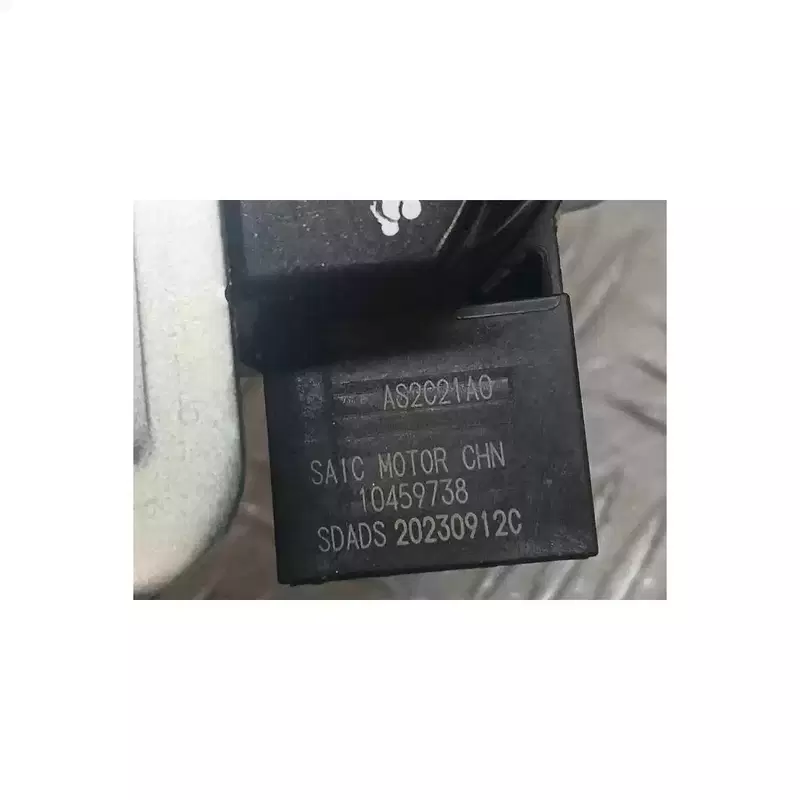 AS2C21A0
SAIC MOTOR CHN
10459738
SDADS 20230912C